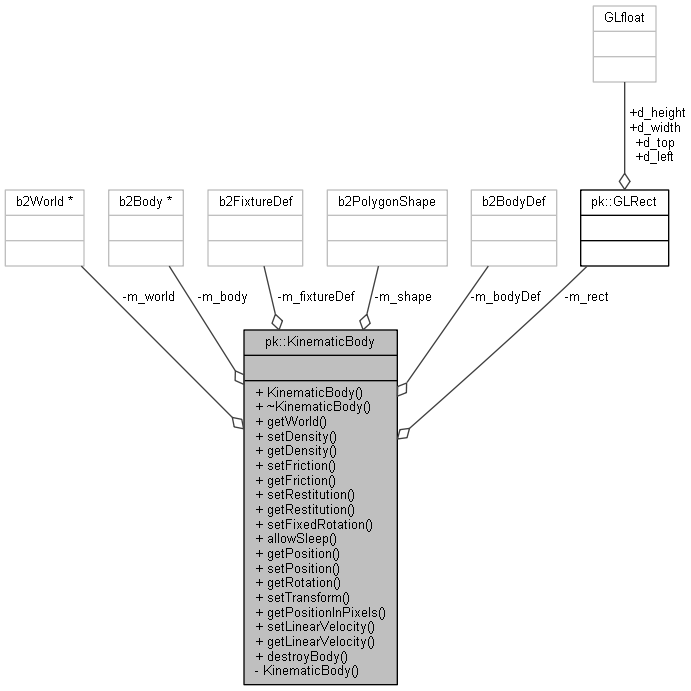 GLfloat
+d_height
+d_width
+d_top
+d_left
b2World *
b2Body *
b2FixtureDef
b2PolygonShape
b2BodyDef
pk::GLRect
-m_world
-m_body
-m_fixtureDef
-m_shape
-m_bodyDef
-m_rect
pk::KinematicBody
+ KinematicBody()
+ ~KinematicBody()
+ getWorld()
+ setDensity()
+ getDensity()
+ setFriction()
+ getFriction()
+ setRestitution()
+ getRestitution()
+ setFixedRotation()
+ allowSleep()
+ getPosition()
+ setPosition()
+ getRotation()
+ setTransform()
+ getPositionInPixels()
+ setLinearVelocity()
+ getLinearVelocity()
+ destroyBody()
- KinematicBody()